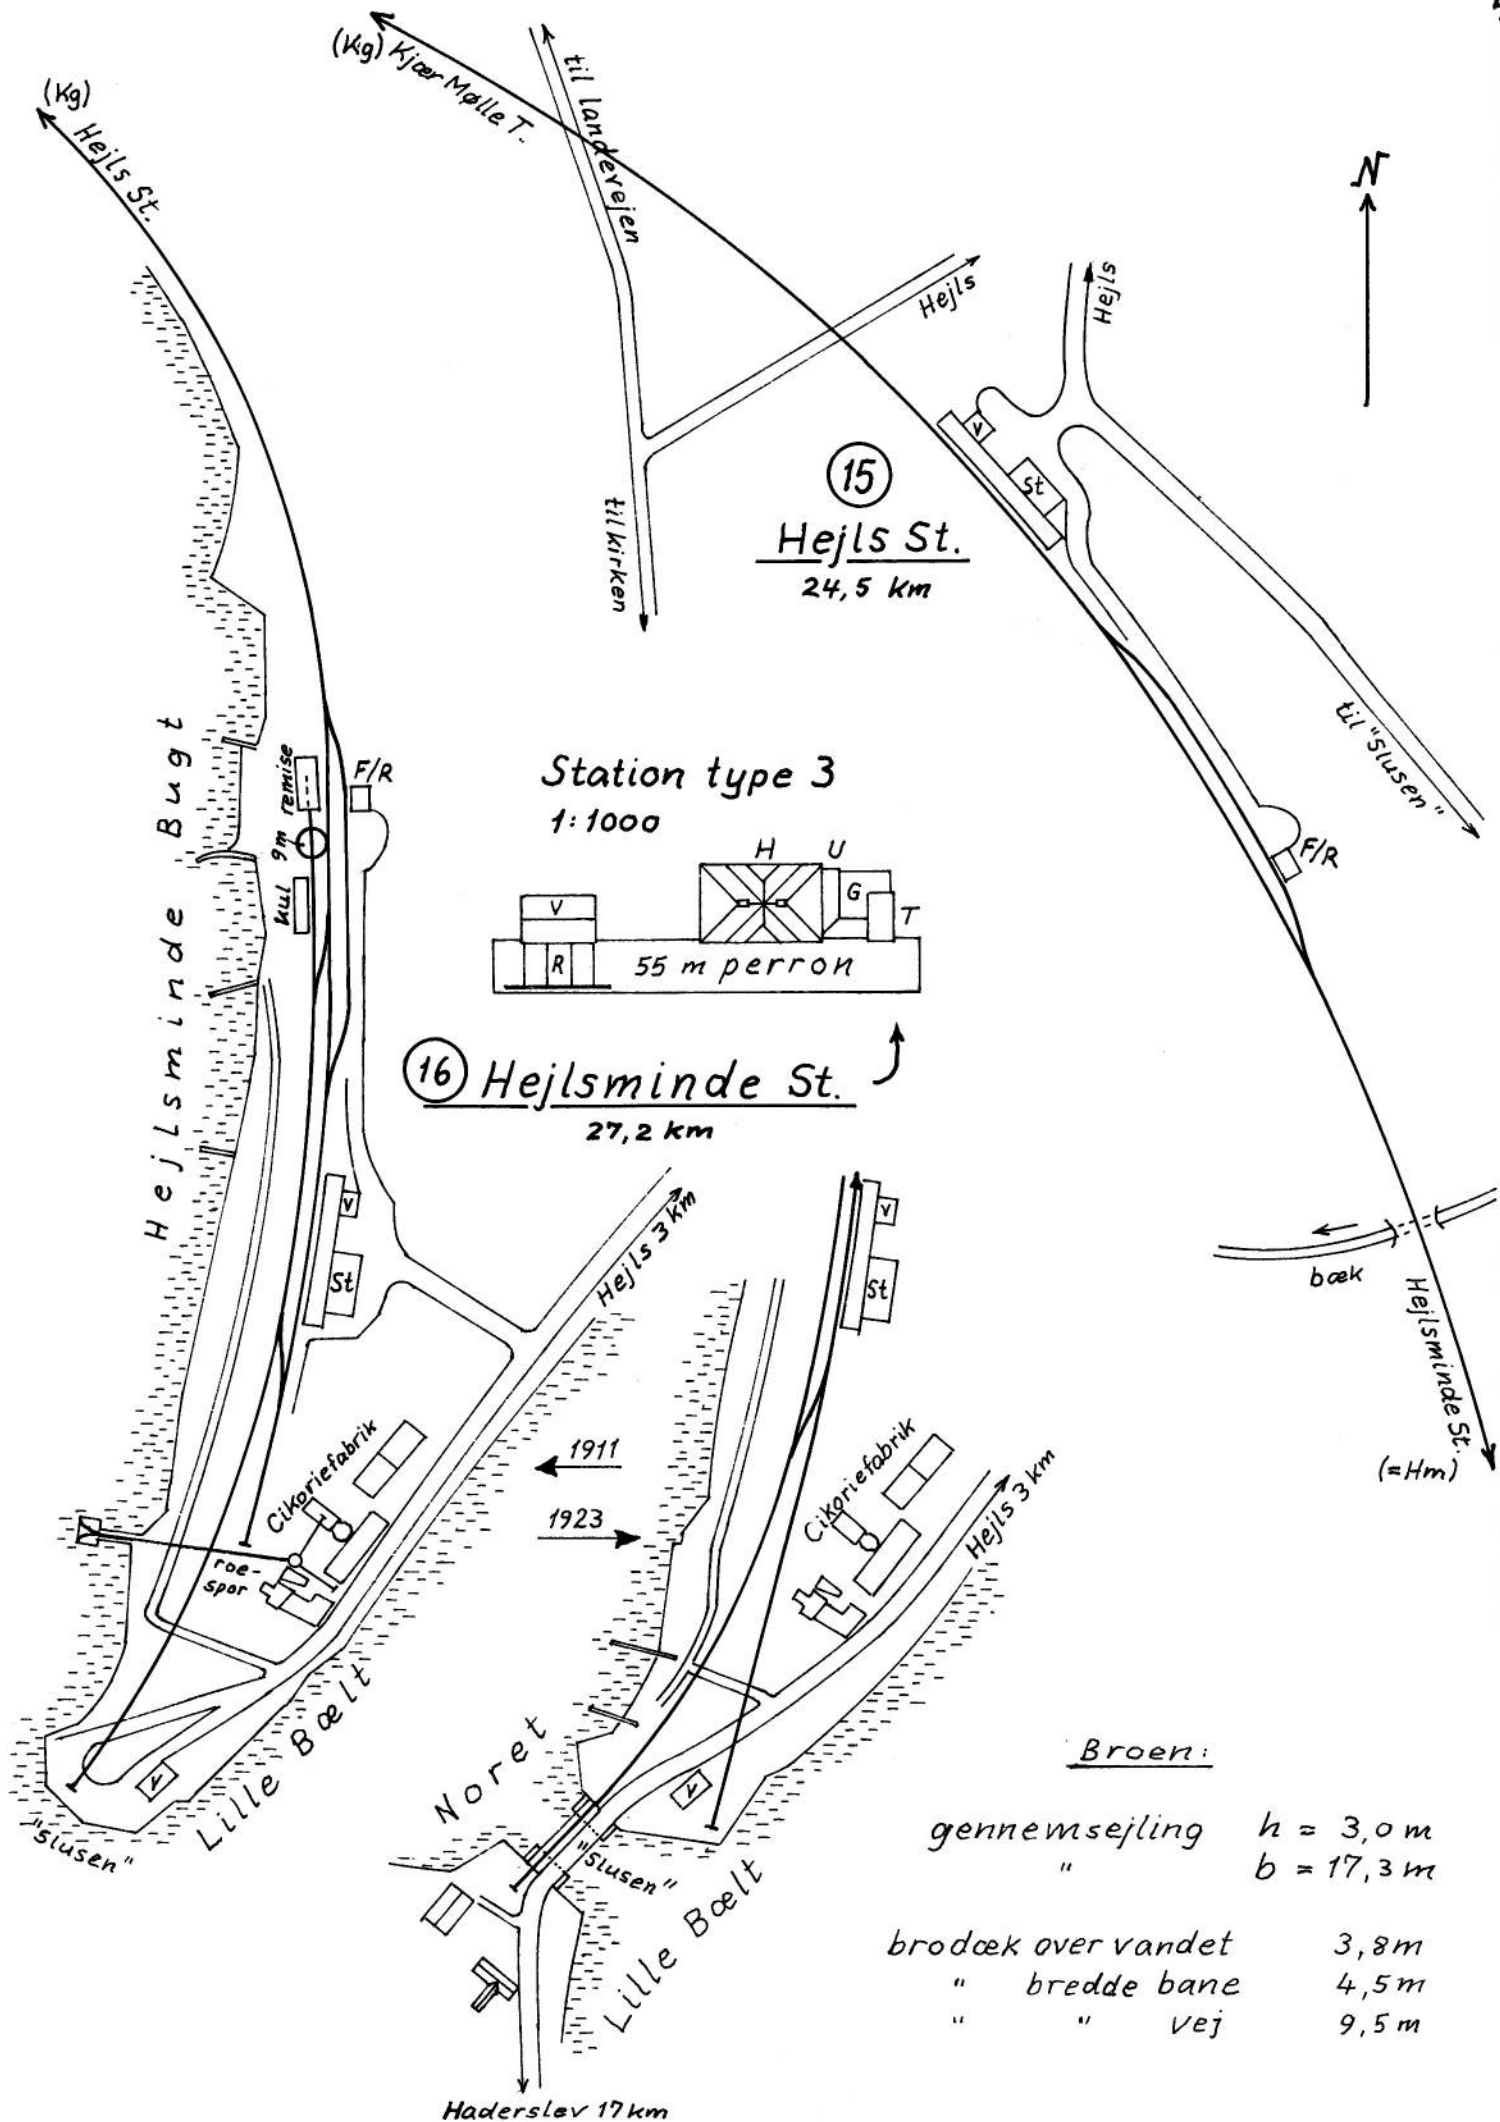 (Kg) Kjær Mølle T.
(Kg)
Hejls St.
til landevejen
N
Hejls
Hejls
V
St
15
Hejls St.
24,5 km
til kirken
til "Slusen"
F/R
bæk
Hejlsminde St.
(=Hm)
Hejlsminde Bugt
remise
9m
kul
F/R
Station type 3
1:1000
H
U
G
T
V
R
55 m perron
16
Hejlsminde St.
27,2 km
V
St
Hejls 3 km
V
St
1911
1923
Cikoriefabrik
roe-
spor
Cikoriefabrik
Hejls 3 km
"Slusen"
Lille Bælt
Noret
"Slusen"
Lille Bælt
Haderslev 17 km
Broen:
gennemsejling h = 3,0 m
" b = 17,3 m
brodæk over vandet 3,8 m
" bredde bane 4,5 m
" " vej 9,5 m